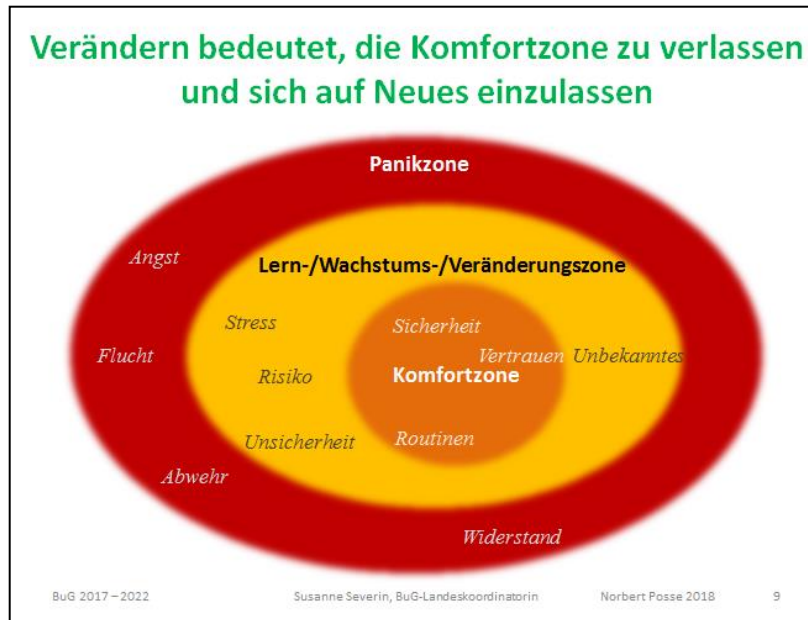 Verändern bedeutet, die Komfortzone zu verlassen
und sich auf Neues einzulassen
Panikzone
Angst
Lern-/Wachstums-/Veränderungszone
Stress
Sicherheit
Flucht
Vertrauen
Unbekanntes
Risiko
Komfortzone
Unsicherheit
Routinen
Abwehr
Widerstand
BuG 2017 – 2022 Susanne Severin, BuG-Landeskoordinatorin Norbert Posse 2018 9